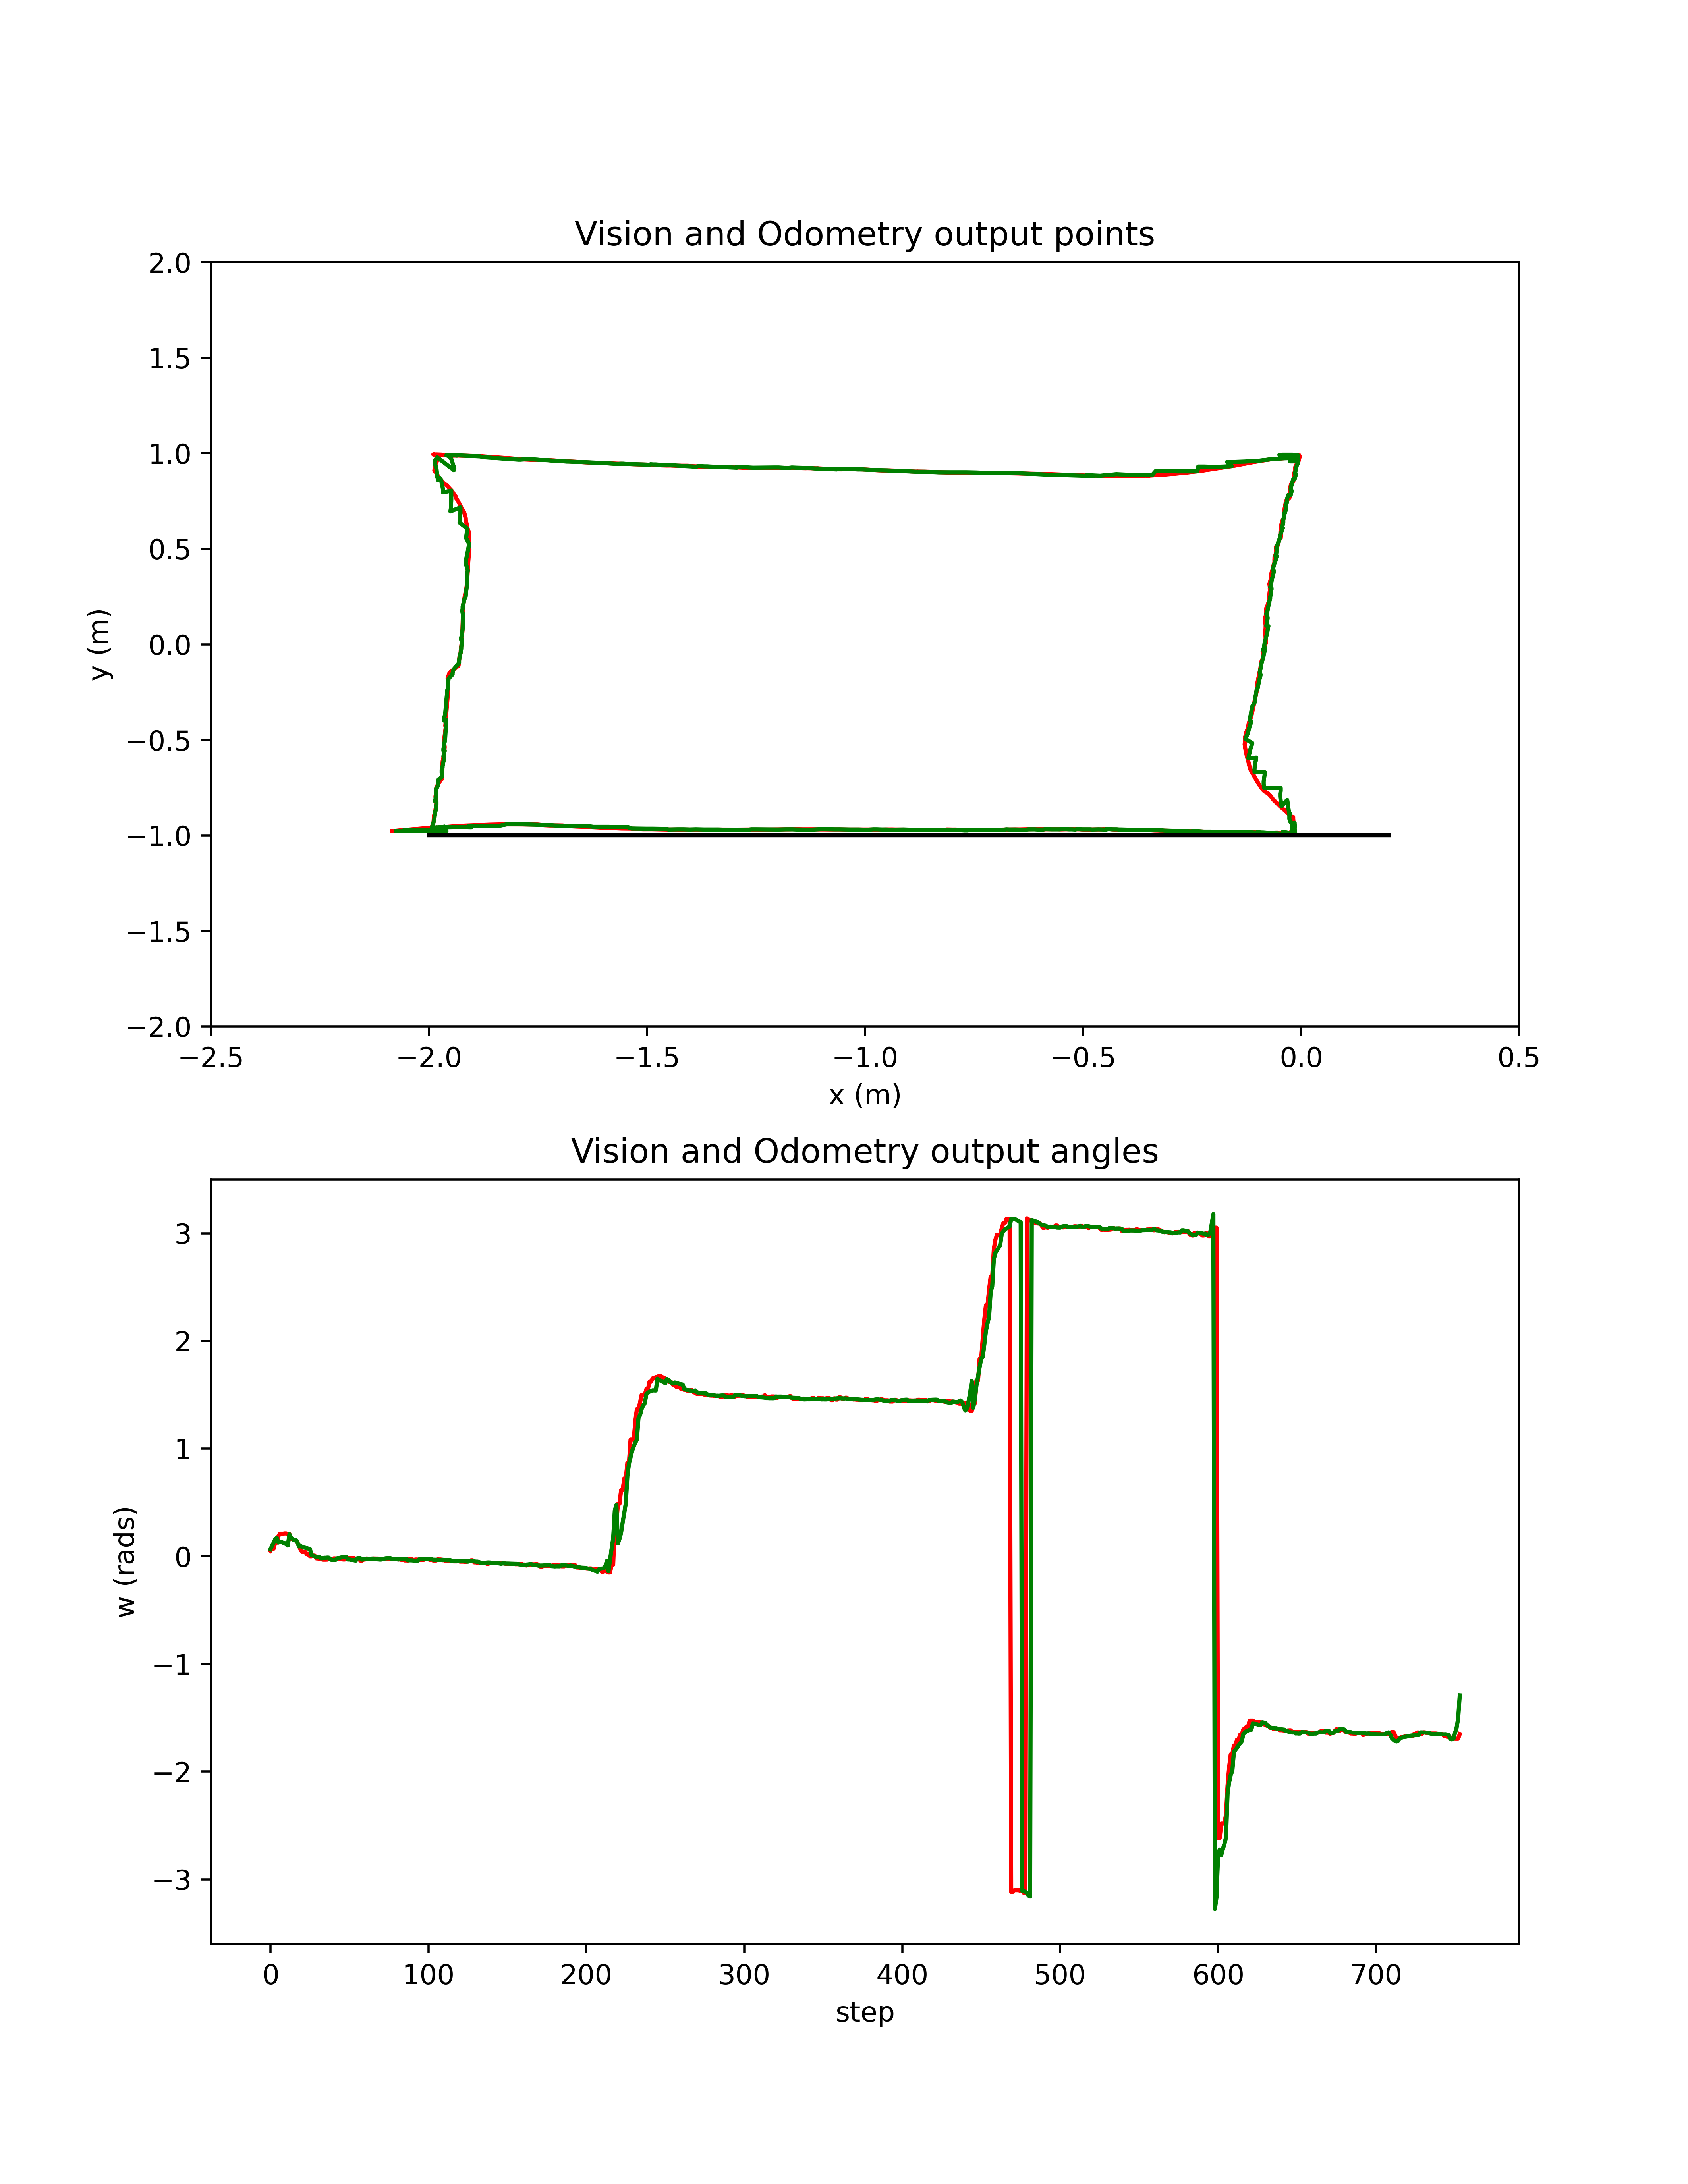 Vision and Odometry output points
2.0
1.5
1.0
0.5
0.0
−0.5
−1.0
−1.5
−2.0
y (m)
−2.5 −2.0 −1.5 −1.0 −0.5 0.0 0.5
x (m)
Vision and Odometry output angles
3
2
1
0
−1
−2
−3
w (rads)
0 100 200 300 400 500 600 700
step